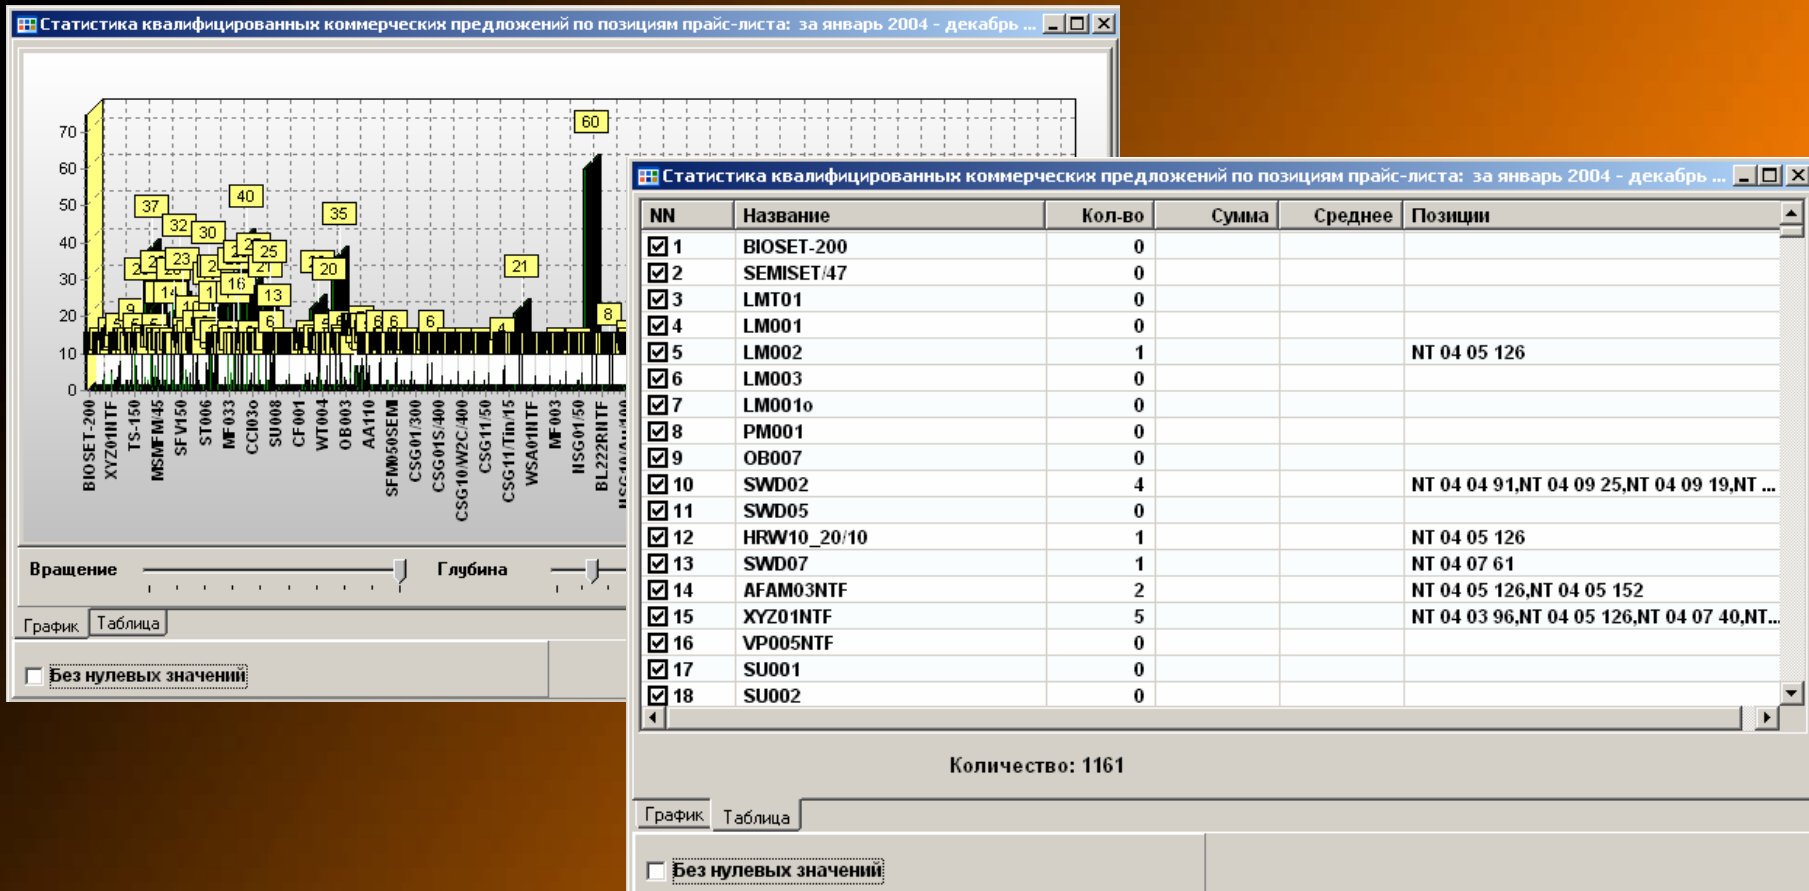 Статистика квалифицированных коммерческих предложений по позициям прайс-листа: за январь 2004 - декабрь ...
70
60
50
40
30
20
10
0
60
40
37
35
32
30
25
23
21
20
16
13
9
8
6
6
6
6
BIOSET-200
XYZ01NTF
TS-150
MSMFM/45
SFV150
ST006
MF033
CCI03o
SU008
CF001
WT004
OB003
AA110
SFM050SEMI
CSG01/300
CSG01S/400
CSG10/W2C/400
CSG11/50
CSG11/Tin/15
WSA01NTF
MF003
NSG01/50
BL222RNTF
Вращение
Глубина
График
Таблица
Без нулевых значений
Статистика квалифицированных коммерческих предложений по позициям прайс-листа: за январь 2004 - декабрь ...
NN Название Кол-во Сумма Среднее Позиции
1 BIOSET-200 0
2 SEMISET/47 0
3 LMT01 0
4 LM001 0
5 LM002 1 NT 04 05 126
6 LM003 0
7 LM001o 0
8 PM001 0
9 OB007 0
10 SWD02 4 NT 04 04 91,NT 04 09 25,NT 04 09 19,NT ...
11 SWD05 0
12 HRW10_20/10 1 NT 04 05 126
13 SWD07 1 NT 04 07 61
14 AFAM03NTF 2 NT 04 05 126,NT 04 05 152
15 XYZ01NTF 5 NT 04 03 96,NT 04 05 126,NT 04 07 40,NT...
16 VP005NTF 0
17 SU001 0
18 SU002 0
Количество: 1161
График
Таблица
Без нулевых значений